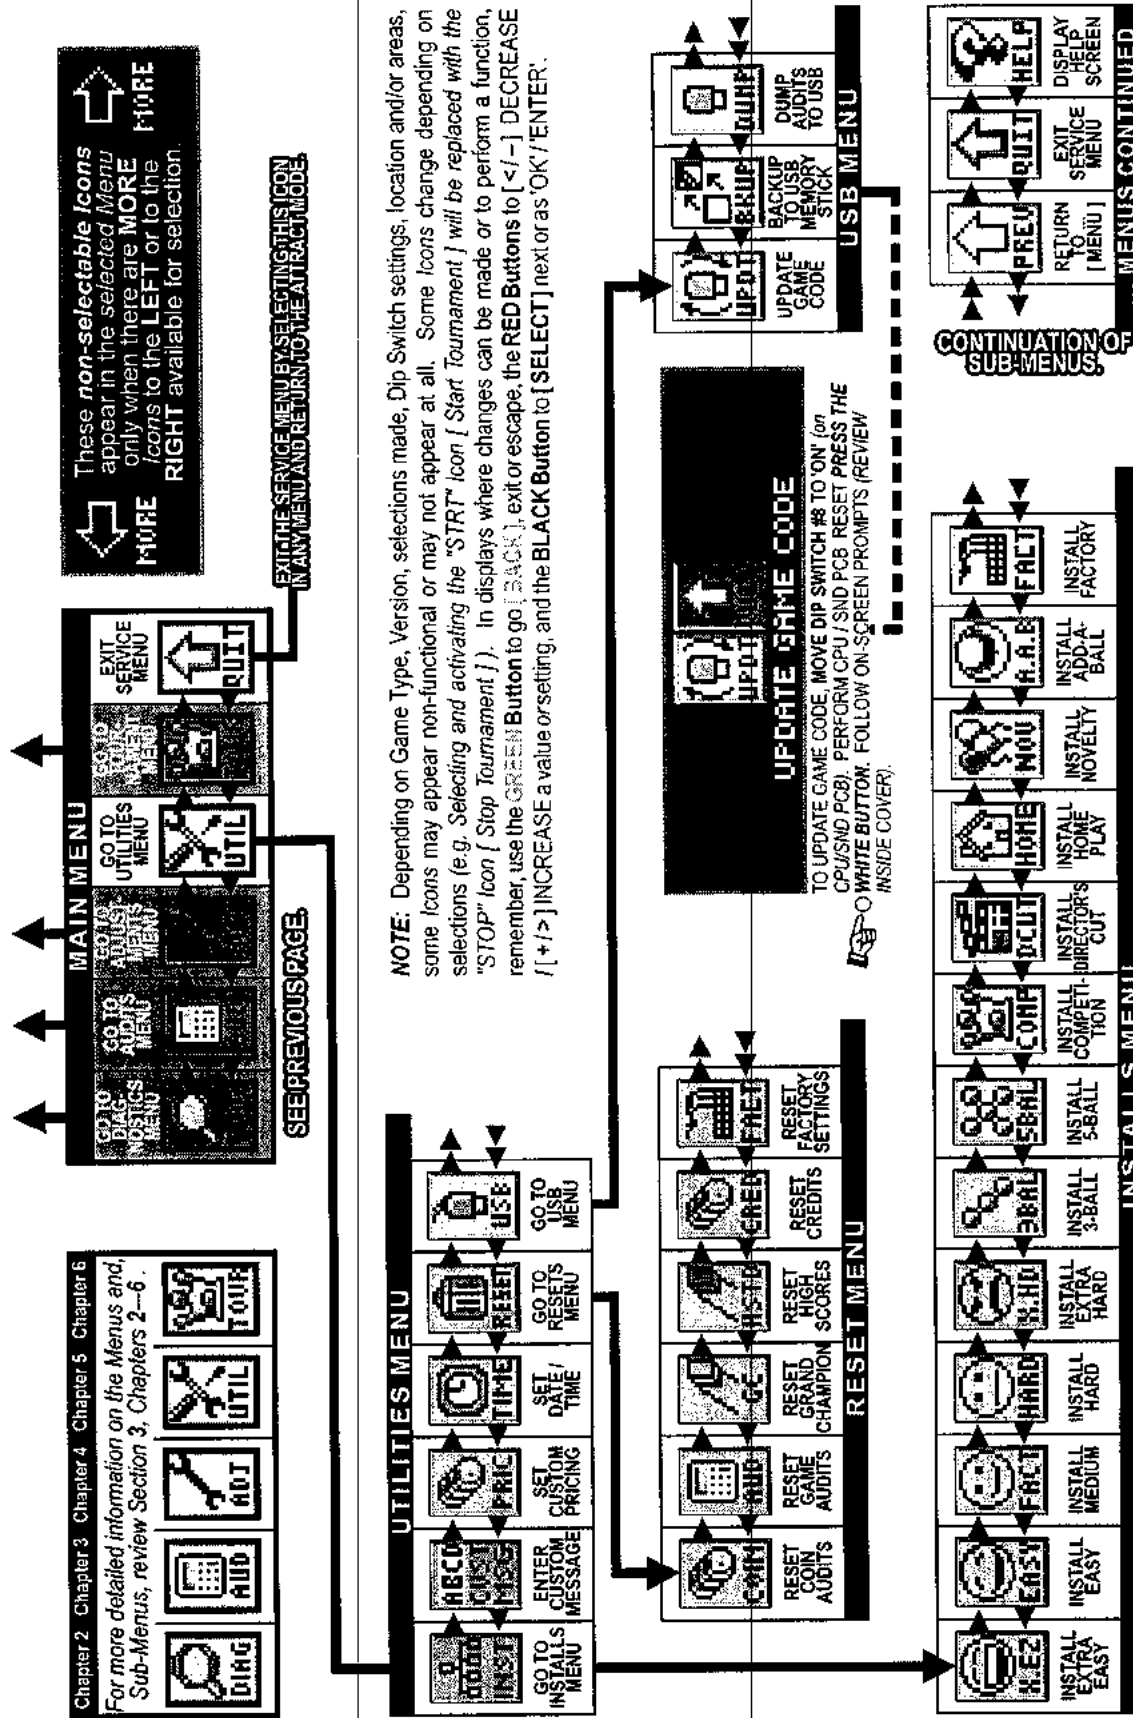 Chapter 2 Chapter 3 Chapter 4 Chapter 5 Chapter 6
For more detailed information on the Menus and,
Sub-Menus, review Section 3, Chapters 2—6 .
DIAG
AUD
ADJ
UTIL
TOUR
MAIN MENU
GO TO
DIAG-
NOSTICS
MENU
GO TO
AUDITS
MENU
GO TO
ADJUST
MENTS
MENU
GO TO
UTILITIES
MENU
UTIL
GO TO
MENU
EXIT
SERVICE
MENU
QUIT
SEE PREVIOUS PAGE.
These non-selectable Icons
appear in the selected Menu
only when there are MORE
Icons to the LEFT or to the
RIGHT available for selection.
MORE
MORE
EXIT THE SERVICE MENU BY SELECTING THIS ICON
IN ANY MENU AND RETURN TO THE ATTRACT MODE.
NOTE: Depending on Game Type, Version, selections made, Dip Switch settings, location and/or areas,
some Icons may appear non-functional or may not appear at all. Some Icons change depending on
selections (e.g. Selecting and activating the "STRT" Icon [ Start Tournament ] will be replaced with the
"STOP" Icon [ Stop Tournament ] ). In displays where changes can be made or to perform a function,
remember, use the GREEN Button to go [ BACK ], exit or escape, the RED Buttons to [ </ – ] DECREASE
/ [ +/> ] INCREASE a value or setting, and the BLACK Button to [ SELECT ] next or as 'OK' / 'ENTER'.
UTILITIES MENU
INST
GO TO
INSTALLS
MENU
ABCD
CUST
MSG
ENTER
CUSTOM
MESSAGE
PRIC
SET
CUSTOM
PRICING
TIME
SET
DATE /
TIME
RESET
GO TO
RESETS
MENU
USB
GO TO
USB
MENU
UPDT
UPDATE GAME CODE
TO UPDATE GAME CODE, MOVE DIP SWITCH #8 TO 'ON' (on
CPU/SND PCB). PERFORM CPU / SND PCB RESET PRESS THE
WHITE BUTTON. FOLLOW ON-SCREEN PROMPTS (REVIEW
INSIDE COVER).
UPDT
UPDATE
GAME
CODE
BKUP
BACKUP
TO USB
MEMORY
STICK
DUMP
DUMP
AUDITS
TO USB
USB MENU
COIN
RESET
COIN
AUDITS
AUD
RESET
GAME
AUDITS
GC
RESET
GRAND
CHAMPION
HSTD
RESET
HIGH
SCORES
CRED
RESET
CREDITS
FACT
RESET
FACTORY
SETTINGS
RESET MENU
X.EZ
INSTALL
EXTRA
EASY
EASY
INSTALL
EASY
FACT
INSTALL
MEDIUM
HARD
INSTALL
HARD
X.HD
INSTALL
EXTRA
HARD
3BAL
INSTALL
3-BALL
5BAL
INSTALL
5-BALL
COMP
INSTALL
COMPETI-
TION
DCUT
INSTALL
DIRECTOR'S
CUT
HOME
INSTALL
HOME
PLAY
NOV
INSTALL
NOVELTY
A.A.B
INSTALL
ADD-A-
BALL
FACT
INSTALL
FACTORY
INSTALLS MENU
CONTINUATION OF
SUB-MENUS.
PREV
RETURN
TO
[ MENU ]
QUIT
EXIT
SERVICE
MENU
HELP
DISPLAY
HELP
SCREEN
MENUS CONTINUED